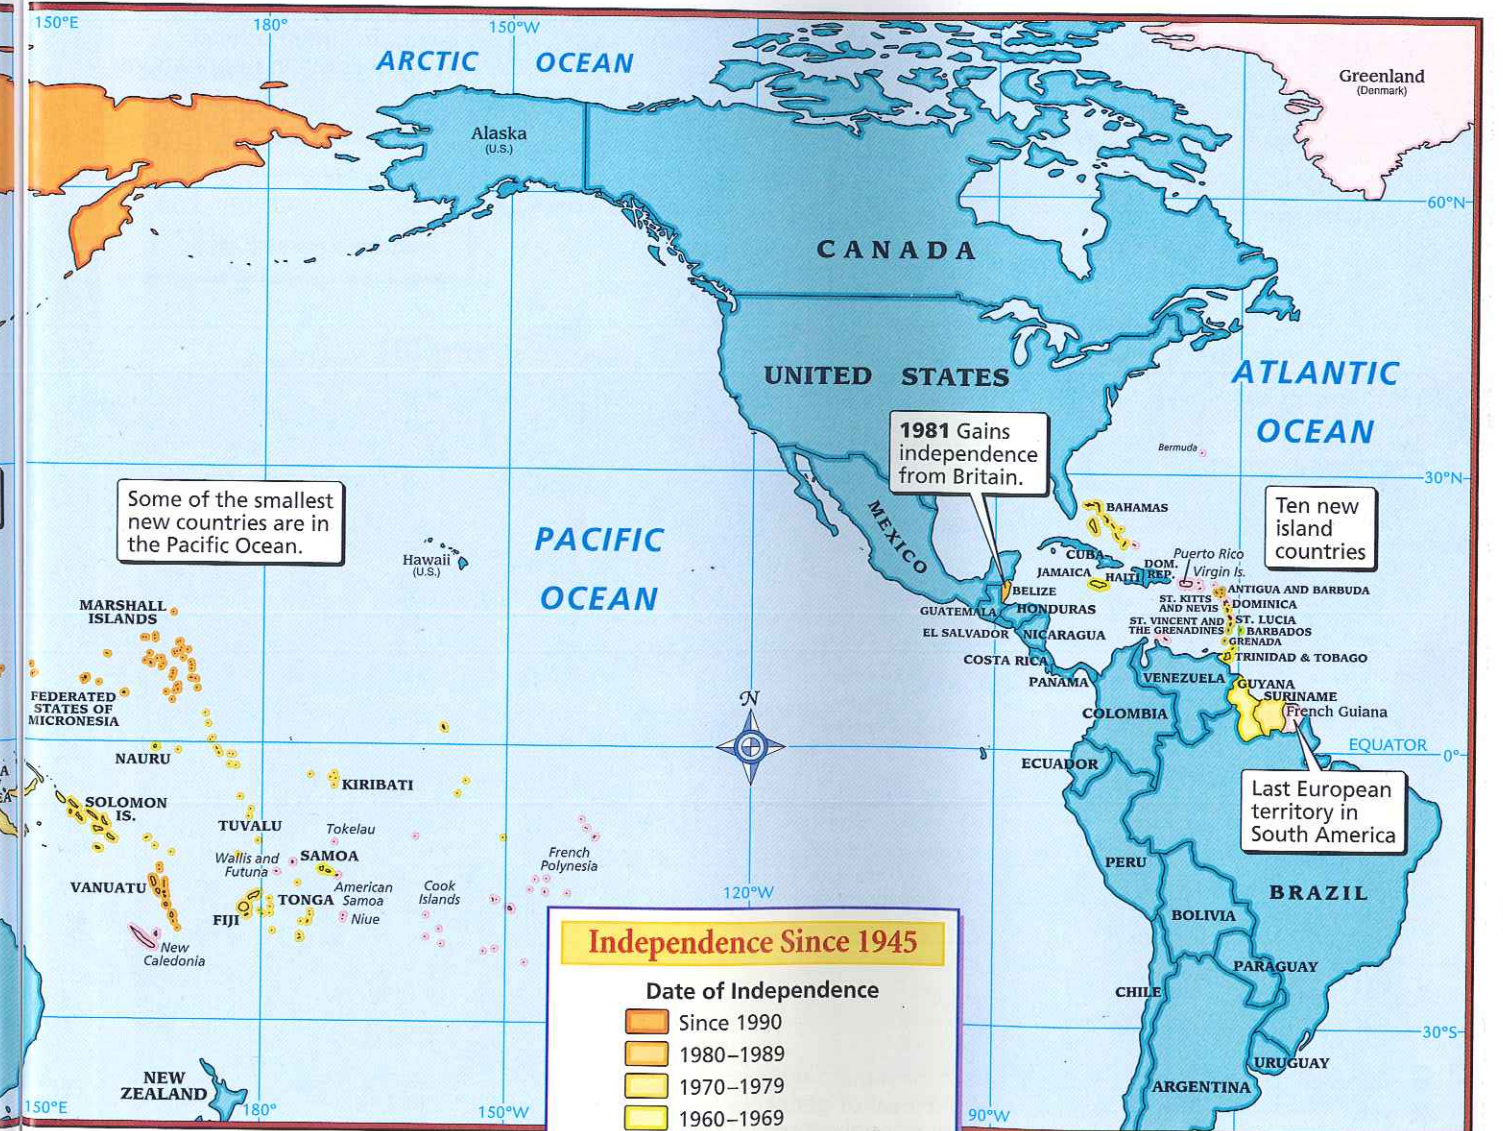 150°E
180°
150°W
ARCTIC OCEAN
Greenland
(Denmark)
Alaska
(U.S.)
60°N
CANADA
UNITED STATES
ATLANTIC
OCEAN
1981 Gains
independence
from Britain.
Bermuda
30°N
Some of the smallest
new countries are in
the Pacific Ocean.
Ten new
island
countries
MEXICO
BAHAMAS
PACIFIC
OCEAN
Hawaii
(U.S.)
CUBA
Puerto Rico
DOM.
REP.
JAMAICA
HAITI
Virgin Is.
BELIZE
ANTIGUA AND BARBUDA
ST. KITTS
AND NEVIS
DOMINICA
MARSHALL
ISLANDS
GUATEMALA
HONDURAS
ST. VINCENT AND
THE GRENADINES
ST. LUCIA
BARBADOS
EL SALVADOR
NICARAGUA
GRENADA
COSTA RICA
TRINIDAD & TOBAGO
PANAMA
VENEZUELA
GUYANA
SURINAME
French Guiana
FEDERATED
STATES OF
MICRONESIA
N
COLOMBIA
NAURU
EQUATOR
0°
ECUADOR
KIRIBATI
Last European
territory in
South America
SOLOMON
IS.
TUVALU
Tokelau
Wallis and
Futuna
SAMOA
French
Polynesia
PERU
VANUATU
American
Samoa
Cook
Islands
120°W
BRAZIL
TONGA
FIJI
Niue
BOLIVIA
New
Caledonia
Independence Since 1945
PARAGUAY
Date of Independence
CHILE
Since 1990
30°S
1980–1989
URUGUAY
NEW
ZEALAND
1970–1979
ARGENTINA
150°E
180°
150°W
1960–1969
90°W